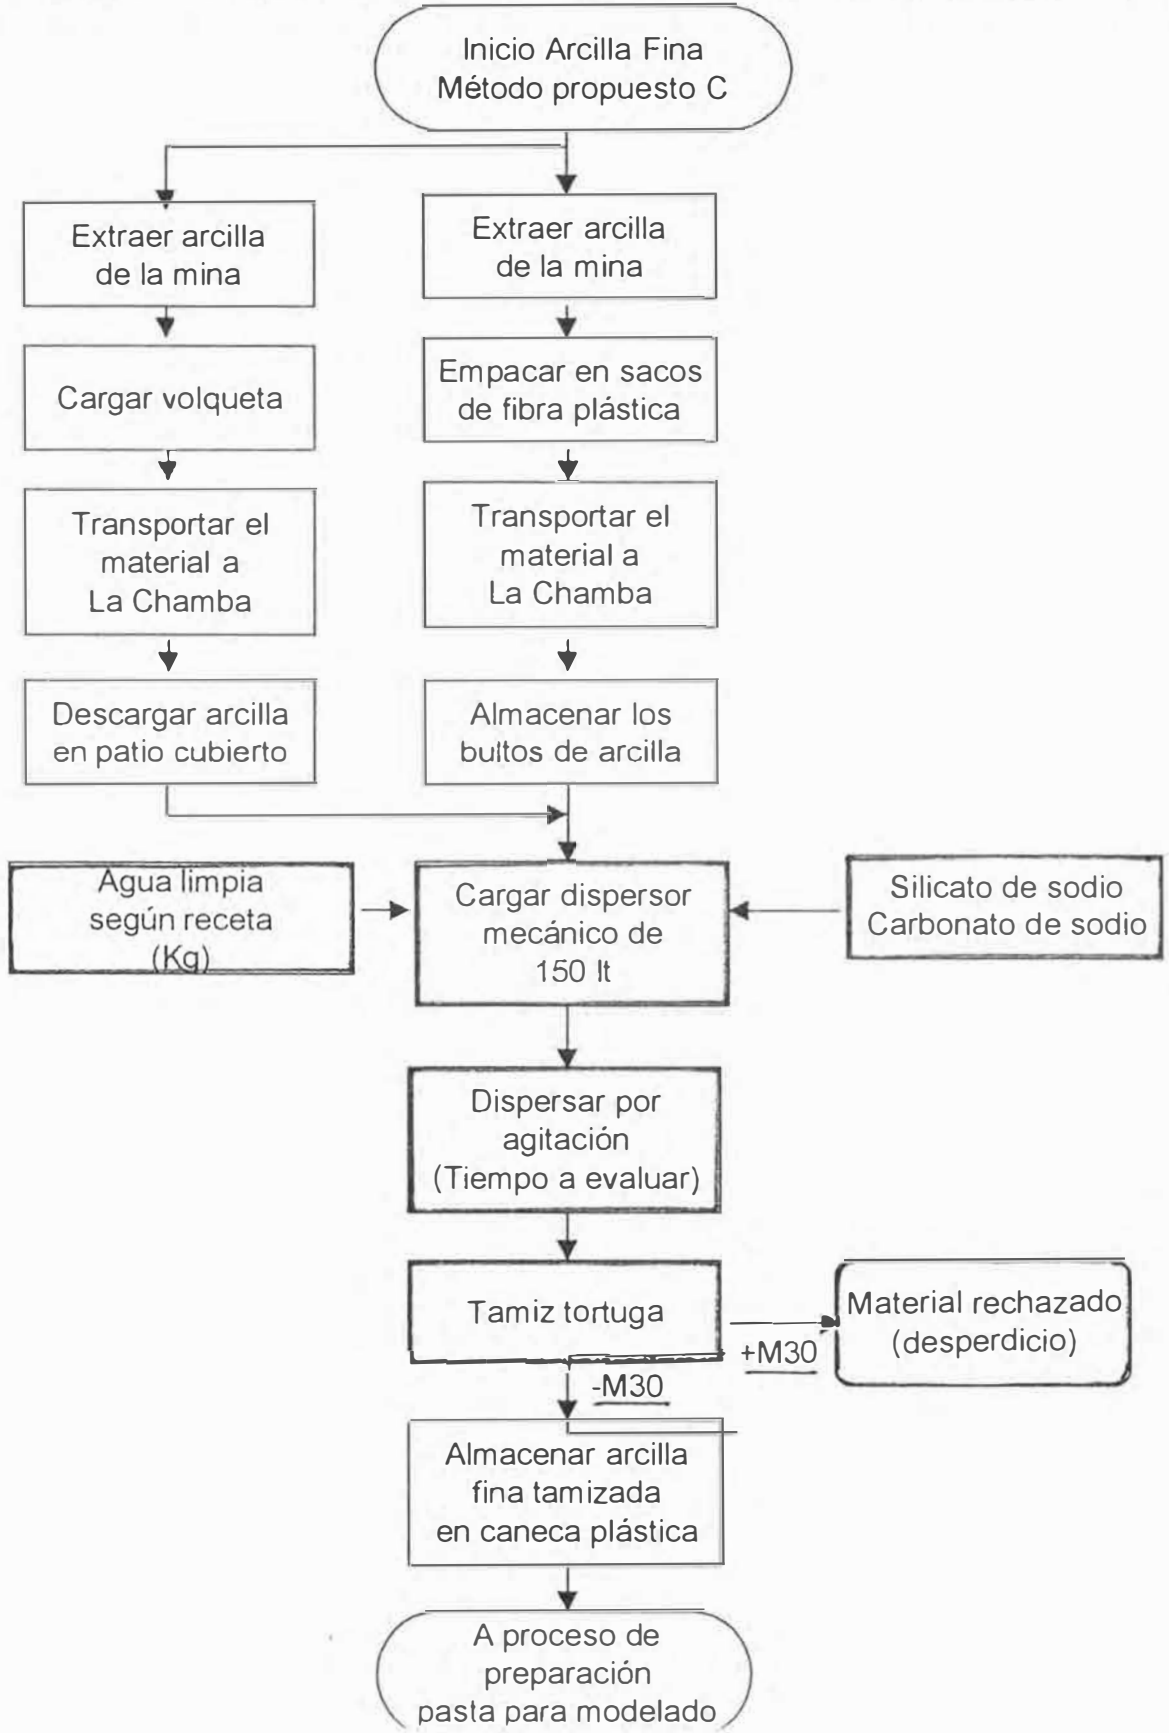 Inicio Arcilla Fina
Método propuesto C
Extraer arcilla
de la mina
Cargar volqueta
Transportar el
material a
La Chamba
Descargar arcilla
en patio cubierto
Extraer arcilla
de la mina
Empacar en sacos
de fibra plástica
Transportar el
material a
La Chamba
Almacenar los
bultos de arcilla
Agua limpia
según receta
(Kg)
Cargar dispersor
mecánico de
150 lt
Silicato de sodio
Carbonato de sodio
Dispersar por
agitación
(Tiempo a evaluar)
Tamiz tortuga
+M30
Material rechazado
(desperdicio)
-M30
Almacenar arcilla
fina tamizada
en caneca plástica
A proceso de
preparación
pasta para modelado